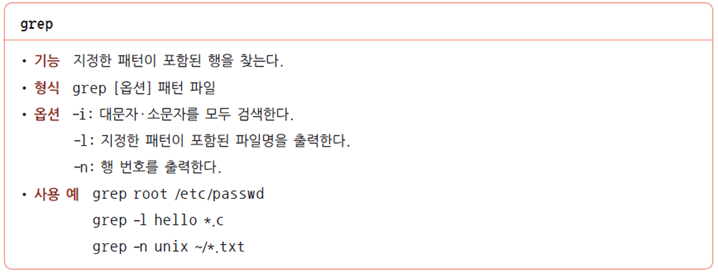 grep
• 기능 지정한 패턴이 포함된 행을 찾는다.
• 형식 grep [옵션] 패턴 파일
• 옵션 -i: 대문자·소문자를 모두 검색한다.
-l: 지정한 패턴이 포함된 파일명을 출력한다.
-n: 행 번호를 출력한다.
• 사용 예 grep root /etc/passwd
grep -l hello *.c
grep -n unix ~/*.txt